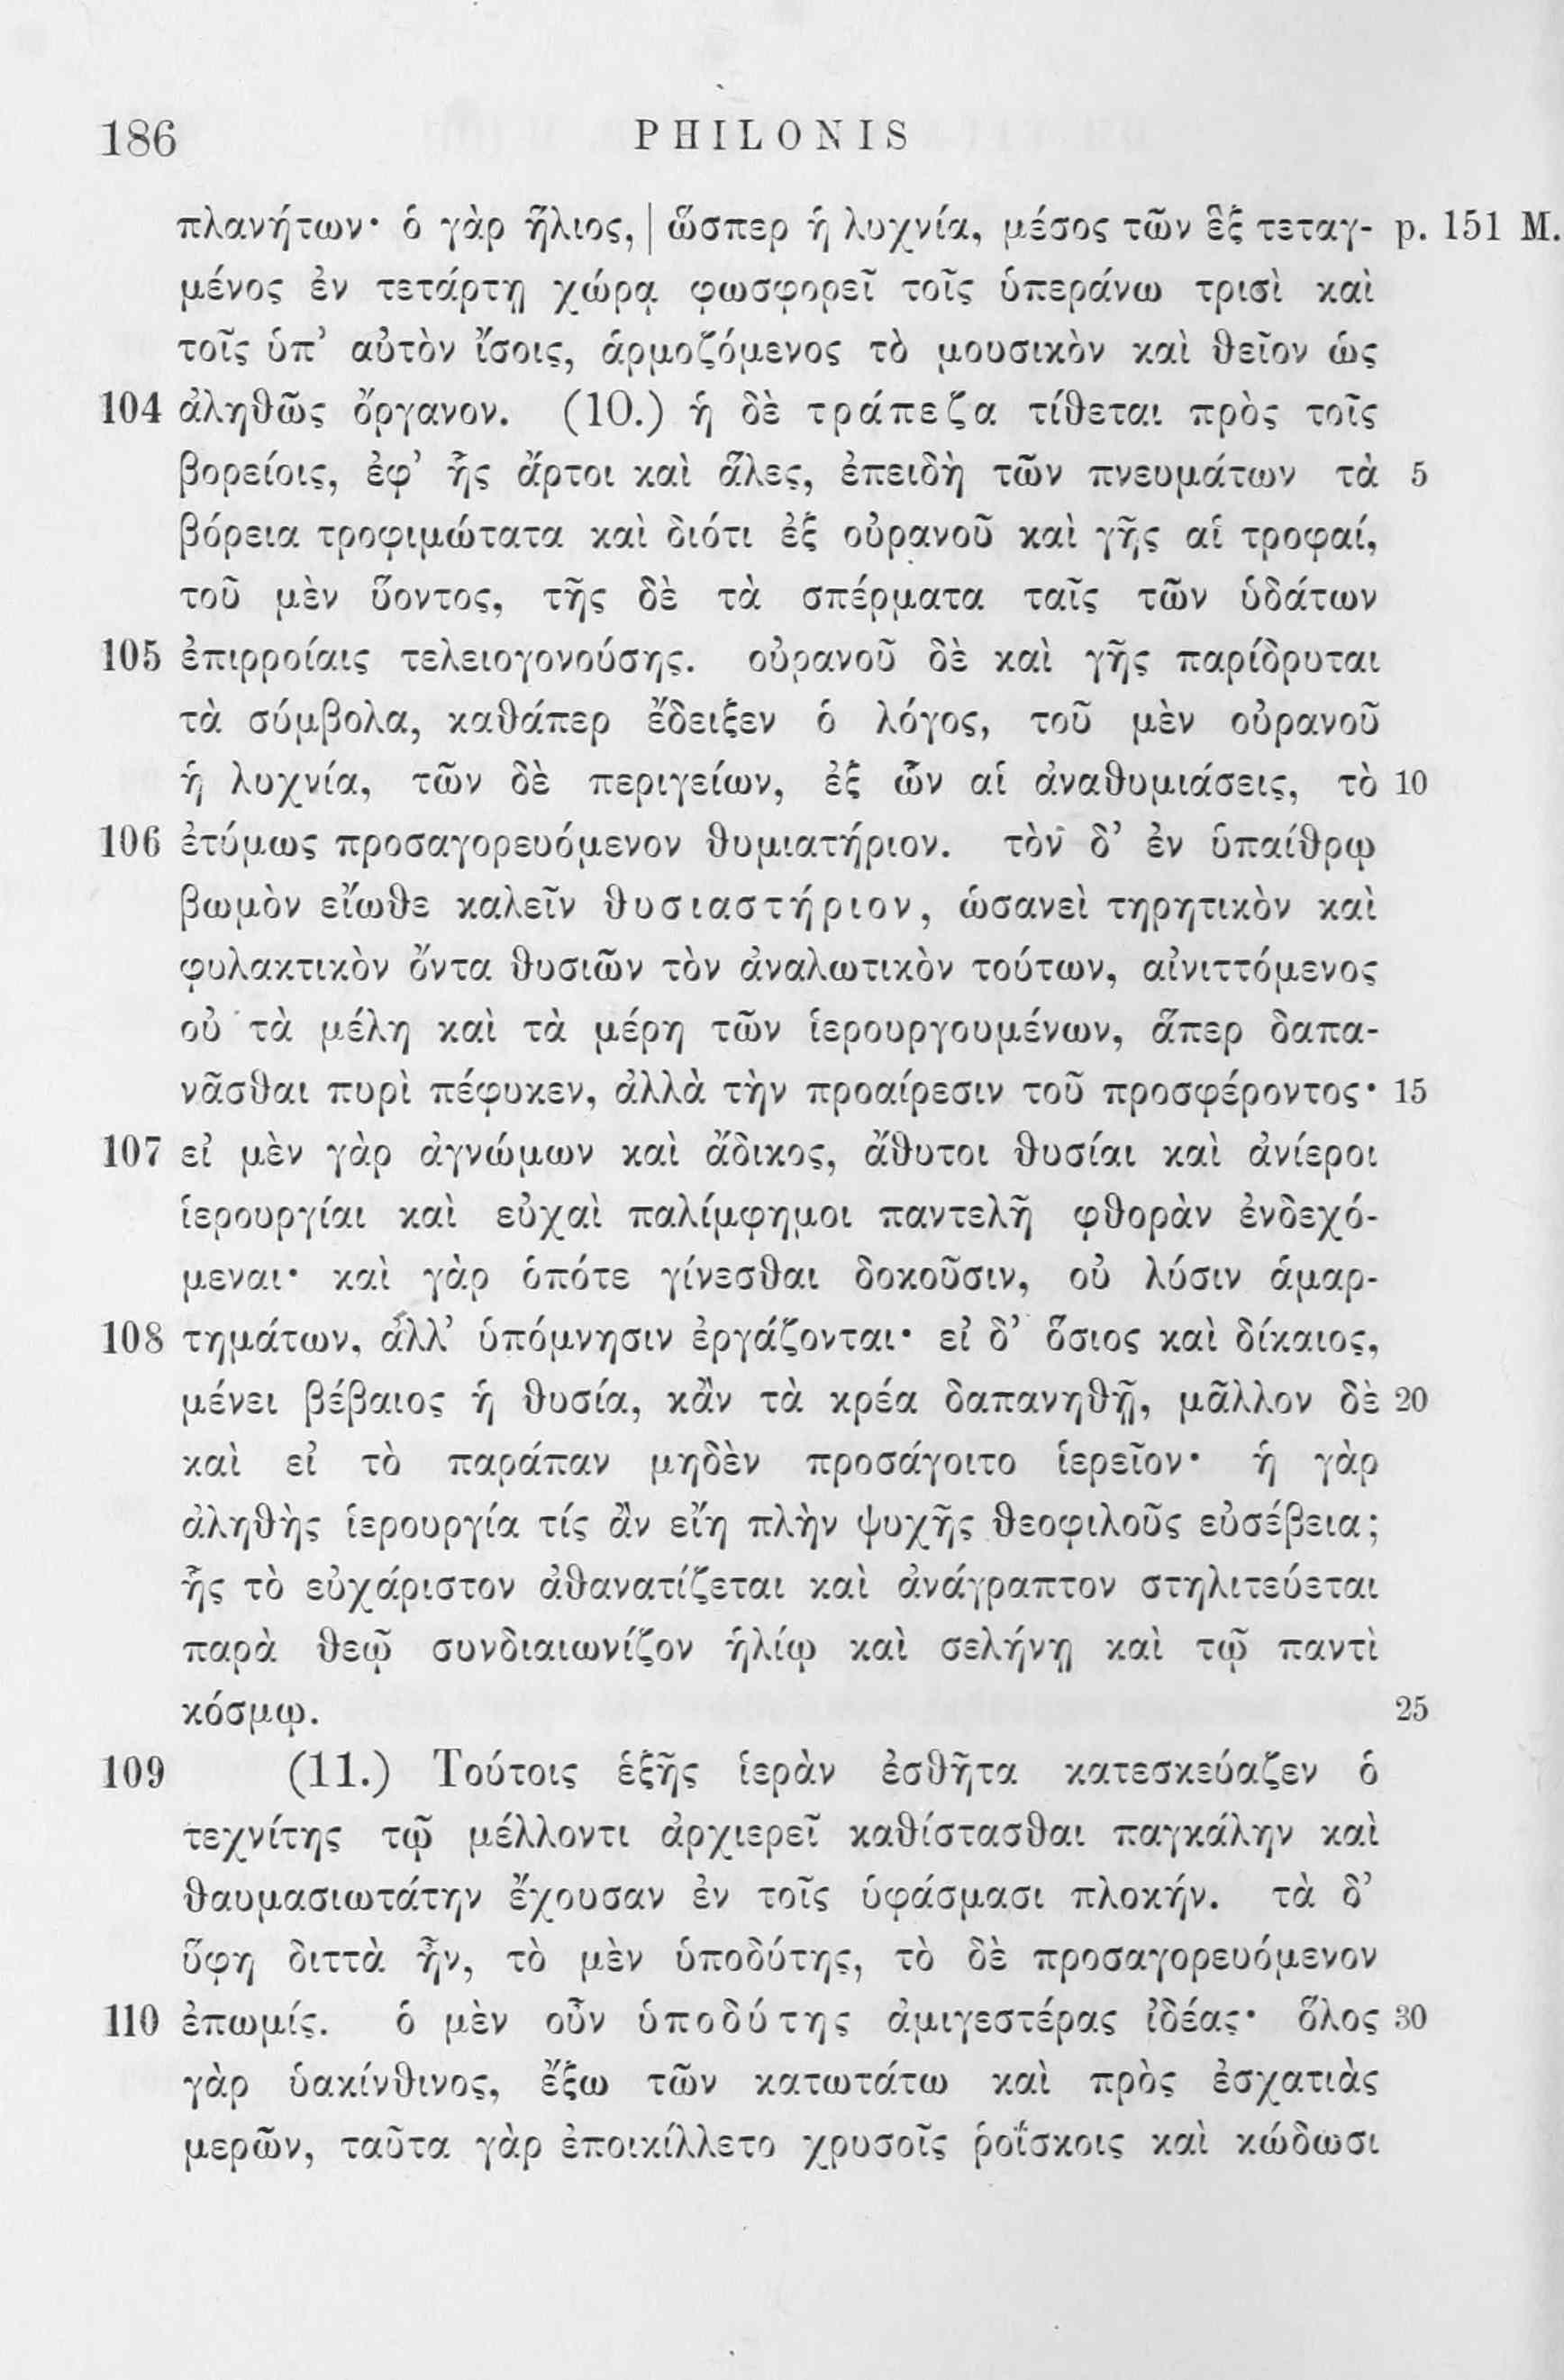 186 PHILONIS
πλανήτων· ὁ γὰρ ἥλιος, | ὥσπερ ἡ λυχνία, μέσος τῶν ἓξ τεταγ- p. 151 M.
μένος ἐν τετάρτῃ χώρᾳ φωσφορεῖ τοῖς ὑπεράνω τρισὶ καὶ
τοῖς ὑπ’ αὐτὸν ἴσοις, ἁρμοζόμενος τὸ μουσικὸν καὶ θεῖον ὡς
104 ἀληθῶς ὄργανον. (10.) ἡ δὲ τράπεζα τίθεται πρὸς τοῖς
βορείοις, ἐφ’ ἧς ἄρτοι καὶ ἅλες, ἐπειδὴ τῶν πνευμάτων τὰ 5
βόρεια τροφιμώτατα καὶ διότι ἐξ οὐρανοῦ καὶ γῆς αἱ τροφαί,
τοῦ μὲν ὕοντος, τῆς δὲ τὰ σπέρματα ταῖς τῶν ὑδάτων
105 ἐπιρροίαις τελειογονούσης. οὐρανοῦ δὲ καὶ γῆς παρίδρυται
τὰ σύμβολα, καθάπερ ἔδειξεν ὁ λόγος, τοῦ μὲν οὐρανοῦ
ἡ λυχνία, τῶν δὲ περιγείων, ἐξ ὧν αἱ ἀναθυμιάσεις, τὸ 10
106 ἐτύμως προσαγορευόμενον θυμιατήριον. τὸν δ’ ἐν ὑπαίθρῳ
βωμὸν εἴωθε καλεῖν θυσιαστήριον, ὡσανεὶ τηρητικὸν καὶ
φυλακτικὸν ὄντα θυσιῶν τὸν ἀναλωτικὸν τούτων, αἰνιττόμενος
οὐ τὰ μέλη καὶ τὰ μέρη τῶν ἱερουργουμένων, ἅπερ δαπα-
νᾶσθαι πυρὶ πέφυκεν, ἀλλὰ τὴν προαίρεσιν τοῦ προσφέροντος· 15
107 εἰ μὲν γὰρ ἀγνώμων καὶ ἄδικος, ἄθυτοι θυσίαι καὶ ἀνίεροι
ἱερουργίαι καὶ εὐχαὶ παλίμφημοι παντελῆ φθορὰν ἐνδεχό-
μεναι· καὶ γὰρ ὁπότε γίνεσθαι δοκοῦσιν, οὐ λύσιν ἁμαρ-
108 τημάτων, ἀλλ’ ὑπόμνησιν ἐργάζονται· εἰ δ’ ὅσιος καὶ δίκαιος,
μένει βέβαιος ἡ θυσία, κἂν τὰ κρέα δαπανηθῇ, μᾶλλον δὲ 20
καὶ εἰ τὸ παράπαν μηδὲν προσάγοιτο ἱερεῖον· ἡ γὰρ
ἀληθὴς ἱερουργία τίς ἂν εἴη πλὴν ψυχῆς θεοφιλοῦς εὐσέβεια;
ἧς τὸ εὐχάριστον ἀθανατίζεται καὶ ἀνάγραπτον στηλιτεύεται
παρὰ θεῷ συνδιαιωνίζον ἡλίῳ καὶ σελήνῃ καὶ τῷ παντὶ
κόσμῳ. 25
109 (11.) Τούτοις ἑξῆς ἱερὰν ἐσθῆτα κατεσκεύαζεν ὁ
τεχνίτης τῷ μέλλοντι ἀρχιερεῖ καθίστασθαι παγκάλην καὶ
θαυμασιωτάτην ἔχουσαν ἐν τοῖς ὑφάσμασι πλοκήν. τὰ δ’
ὕφη διττὰ ἦν, τὸ μὲν ὑποδύτης, τὸ δὲ προσαγορευόμενον
110 ἐπωμίς. ὁ μὲν οὖν ὑποδύτης ἀμιγεστέρας ἰδέας· ὅλος 30
γὰρ ὑακίνθινος, ἔξω τῶν κατωτάτω καὶ πρὸς ἐσχατιὰς
μερῶν, ταῦτα γὰρ ἐποικίλλετο χρυσοῖς ῥοΐσκοις καὶ κώδωσι